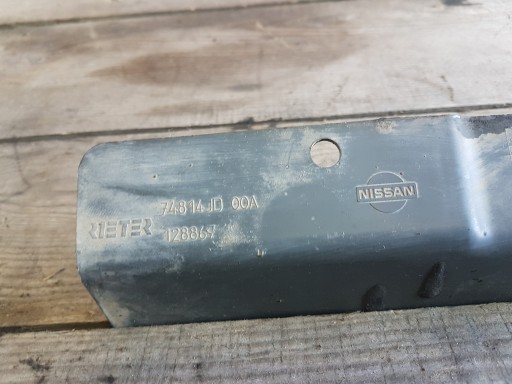 74814 JD 00A
RIETER
128867
NISSAN